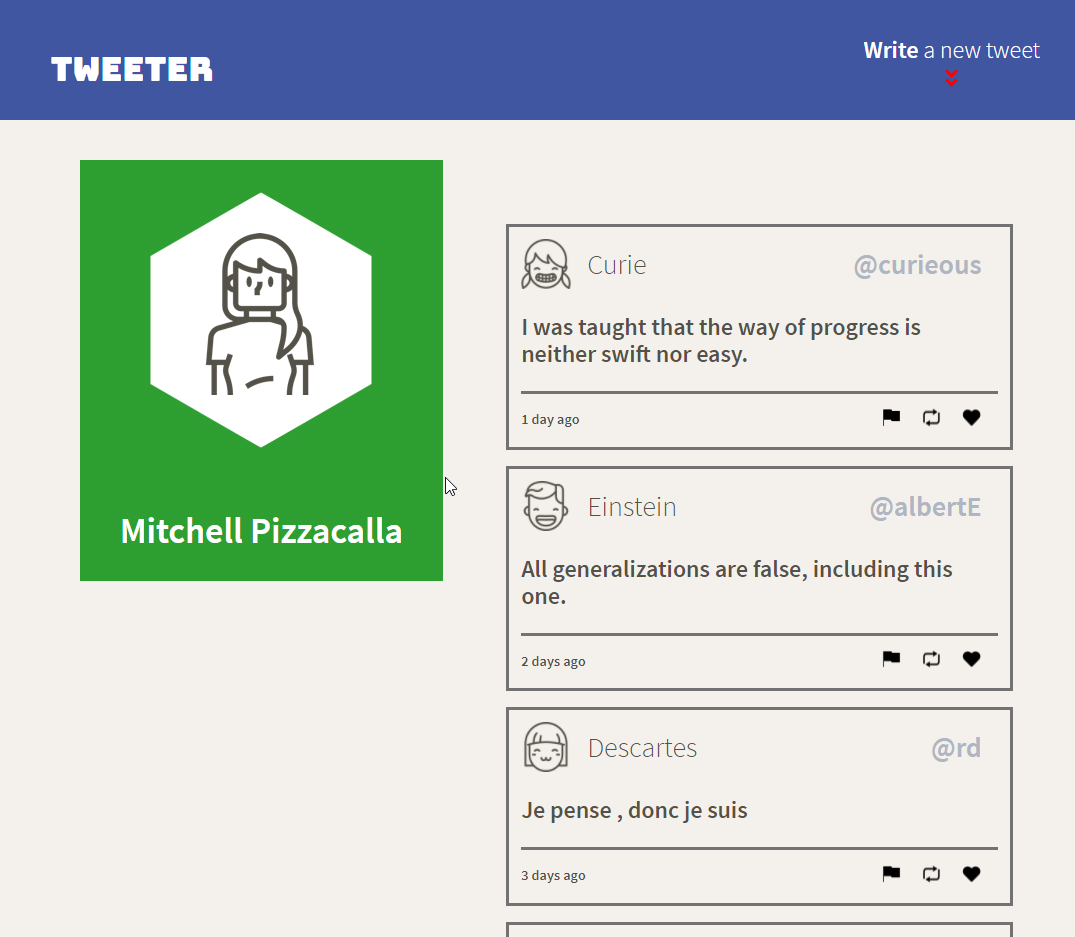 TWEETER
Write a new tweet
Mitchell Pizzacalla
Curie
@curieous
I was taught that the way of progress is
neither swift nor easy.
1 day ago
Einstein
@albertE
All generalizations are false, including this
one.
2 days ago
Descartes
@rd
Je pense , donc je suis
3 days ago